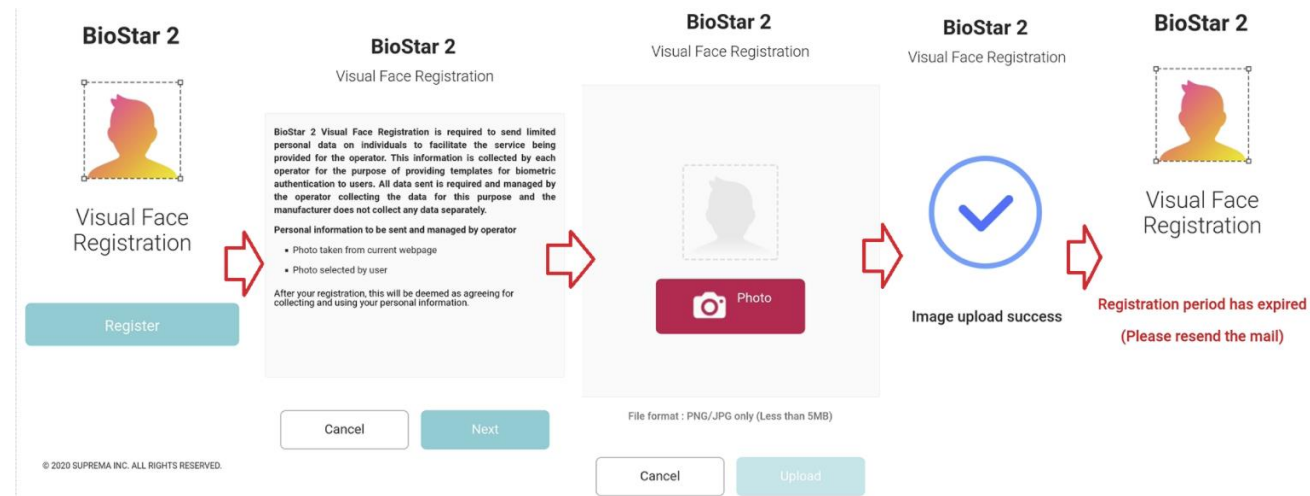 BioStar 2
Visual Face
Registration
Register
© 2020 SUPREMA INC. ALL RIGHTS RESERVED.
BioStar 2
Visual Face Registration
BioStar 2 Visual Face Registration is required to send limited
personal data on individuals to facilitate the service being
provided for the operator. This information is collected by each
operator for the purpose of providing templates for biometric
authentication to users. All data sent is required and managed by
the operator collecting the data for this purpose and the
manufacturer does not collect any data separately.
Personal information to be sent and managed by operator
▪ Photo taken from current webpage
▪ Photo selected by user
After your registration, this will be deemed as agreeing for
collecting and using your personal information.
Cancel
Next
BioStar 2
Visual Face Registration
Photo
File format : PNG/JPG only (Less than 5MB)
Cancel
Upload
BioStar 2
Visual Face Registration
Image upload success
BioStar 2
Visual Face
Registration
Registration period has expired
(Please resend the mail)